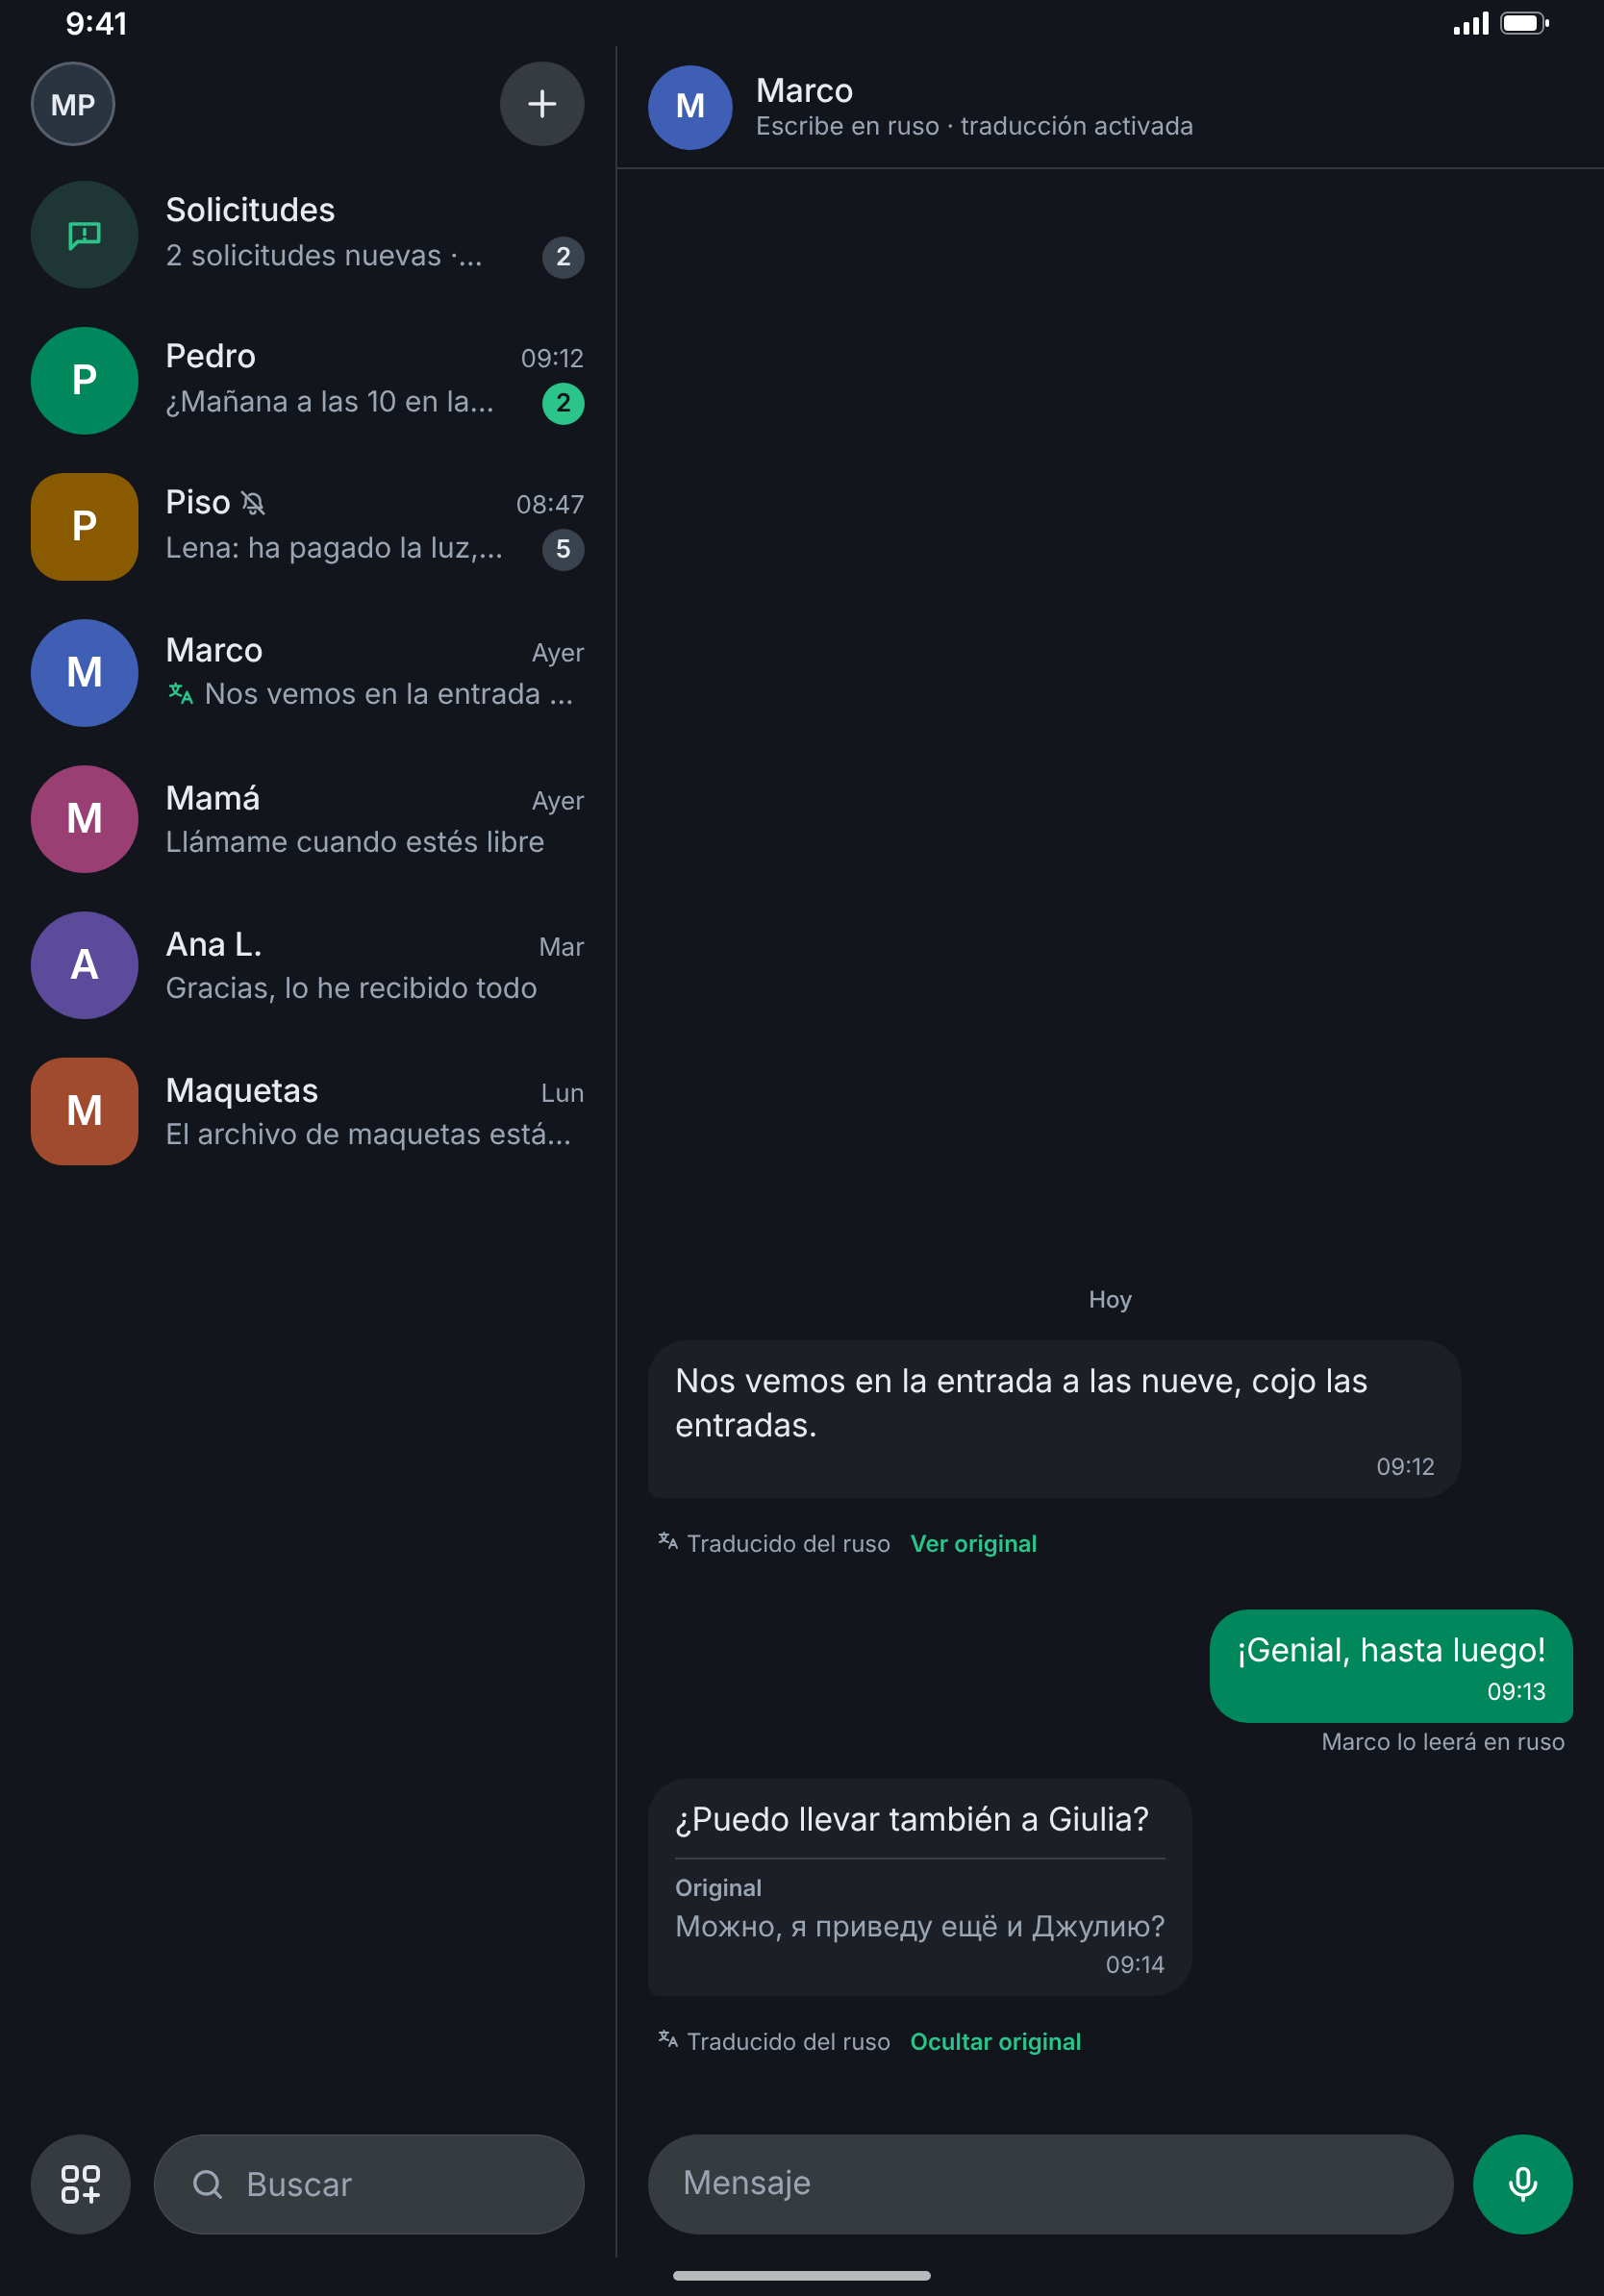 9:41
MP
Solicitudes
2 solicitudes nuevas ·...
2
P
Pedro
09:12
¿Mañana a las 10 en la...
2
P
Piso
08:47
Lena: ha pagado la luz,...
5
M
Marco
Ayer
Nos vemos en la entrada ...
M
Mamá
Ayer
Llámame cuando estés libre
A
Ana L.
Mar
Gracias, lo he recibido todo
M
Maquetas
Lun
El archivo de maquetas está...
Buscar
M
Marco
Escribe en ruso · traducción activada
Hoy
Nos vemos en la entrada a las nueve, cojo las
entradas.
09:12
Traducido del ruso Ver original
¡Genial, hasta luego!
09:13
Marco lo leerá en ruso
¿Puedo llevar también a Giulia?
Original
Можно, я приведу ещё и Джулию?
09:14
Traducido del ruso Ocultar original
Mensaje